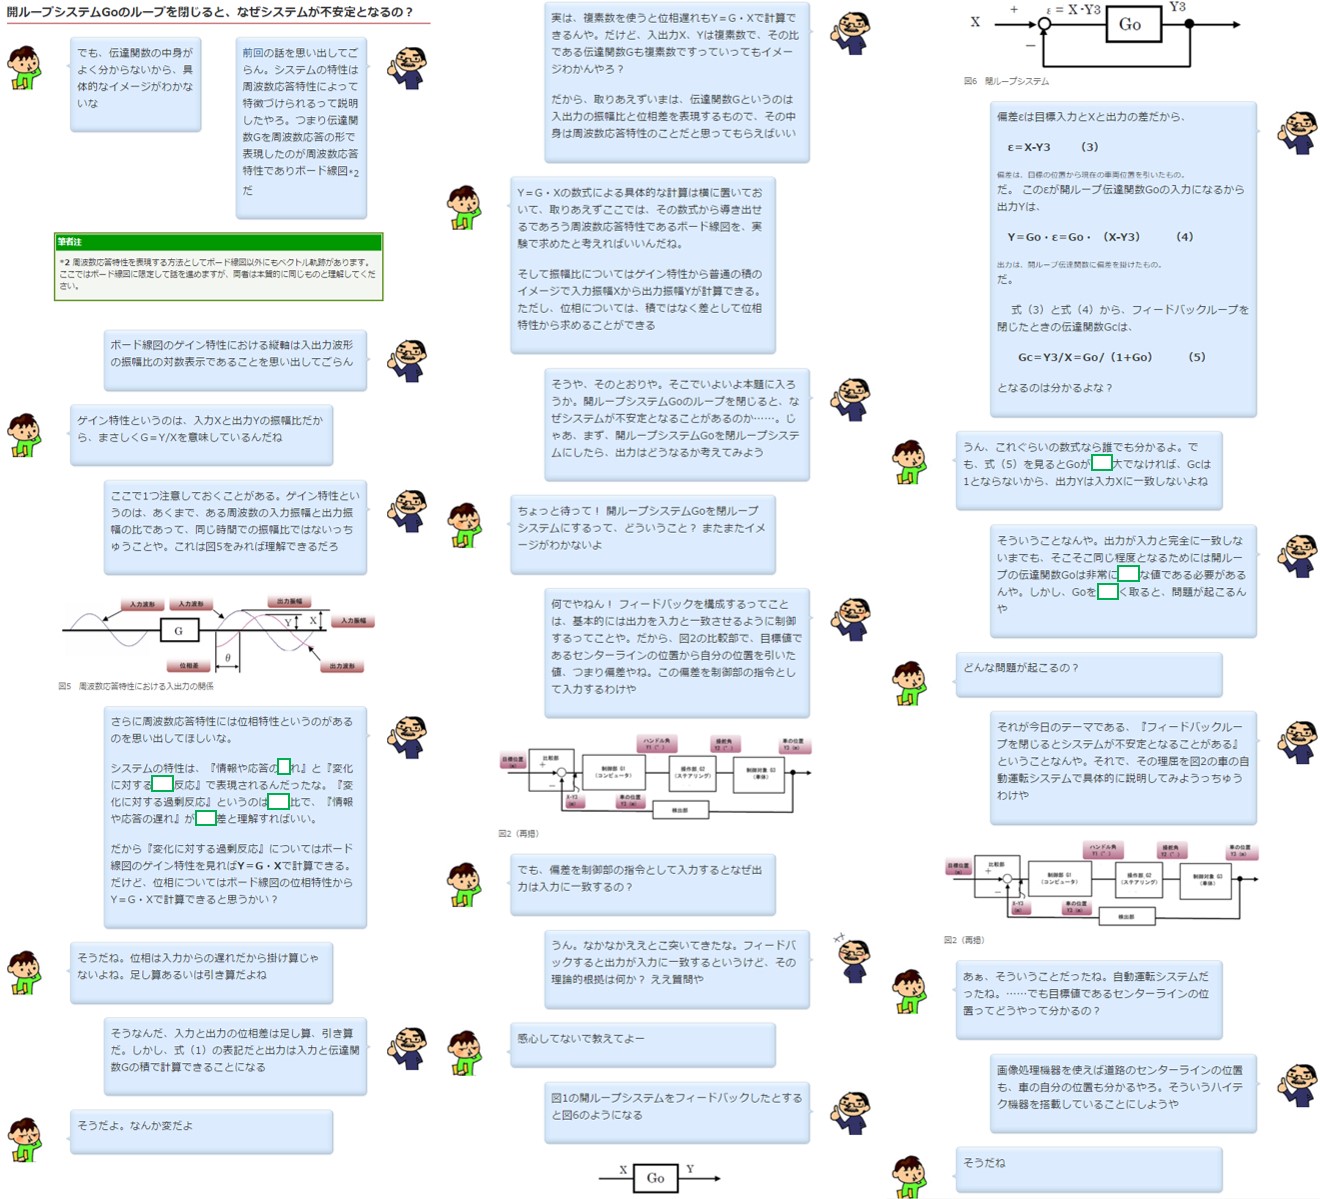 開ループシステムGoのループを閉じると、なぜシステムが不安定となるの？
でも、伝達関数の中身が
よく分からないから、具
体的なイメージがわかな
いな
前回の話を思い出してご
らん。システムの特性は
周波数応答特性によって
特徴づけられるって説明
したやろ。つまり伝達関
数Gを周波数応答の形で
表現したのが周波数応答
特性でありボード線図*2
だ
筆者注
*2 周波数応答特性を表現する方法としてボード線図以外にもベクトル軌跡があります。
ここではボード線図に限定して話を進めますが、両者は本質的に同じものと理解してくだ
さい。
ボード線図のゲイン特性における縦軸は入出力波形
の振幅比の対数表示であることを思い出してごらん
ゲイン特性というのは、入力Xと出力Yの振幅比だか
ら、まさしくG＝Y/Xを意味しているんだね
ここで1つ注意しておくことがある。ゲイン特性とい
うのは、あくまで、ある周波数の入力振幅と出力振
幅の比であって、同じ時間での振幅比ではないっち
ゅうことや。これは図5をみれば理解できるだろ
入力波形
入力波形
出力振幅
G
Y
X
入力振幅
位相差
θ
出力波形
図5　周波数応答特性における入出力の関係
さらに周波数応答特性には位相特性というのがある
のを思い出してほしいな。
システムの特性は、『情報や応答の　れ』と『変化
に対する　反応』で表現されるんだったな。『変
化に対する過剰反応』というのは　比で、『情報
や応答の遅れ』が　差と理解すればいい。
だから『変化に対する過剰反応』についてはボード
線図のゲイン特性を見ればY＝G・Xで計算できる。
だけど、位相についてはボード線図の位相特性から
Y＝G・Xで計算できると思うかい？
そうだね。位相は入力からの遅れだから掛け算じゃ
ないよね。足し算あるいは引き算だよね
そうなんだ、入力と出力の位相差は足し算、引き算
だ。しかし、式（1）の表記だと出力は入力と伝達関
数Gの積で計算できることになる
そうだよ。なんか変だよ
実は、複素数を使うと位相遅れもY＝G・Xで計算で
きるんや。だけど、入出力X、Yは複素数で、その比
である伝達関数Gも複素数ですっていってもイメー
ジわかんやろ？
だから、取りあえずいまは、伝達関数Gというのは
入出力の振幅比と位相差を表現するもので、その中
身は周波数応答特性のことだと思ってもらえばいい
Y＝G・Xの数式による具体的な計算は横に置いてお
いて、取りあえずここでは、その数式から導き出せ
るであろう周波数応答特性であるボード線図を、実
験で求めたと考えればいいんだね。
そして振幅比についてはゲイン特性から普通の積の
イメージで入力振幅Xから出力振幅Yが計算できる。
ただし、位相については、積ではなく差として位相
特性から求めることができる
そうや、そのとおりや。そこでいよいよ本題に入ろ
うか。開ループシステムGoのループを閉じると、な
ぜシステムが不安定となることがあるのか……。じ
ゃあ、まず、開ループシステムGoを閉ループシステ
ムにしたら、出力はどうなるか考えてみよう
ちょっと待って！ 開ループシステムGoを閉ループ
システムにするって、どういうこと？ またまたイメ
ージがわかないよ
何でやねん！ フィードバックを構成するってこと
は、基本的には出力を入力と一致させるように制御
するってことや。だから、図2の比較部で、目標値で
あるセンターラインの位置から自分の位置を引いた
値、つまり偏差やね。この偏差を制御部の指令とし
て入力するわけや
目標位置
比較部
＋
－
ハンドル角
制御部 G1
（コンピュータ）
操舵角
操作部 G2
（ステアリング）
車の位置
制御対象 G3
（車体）
X-Y3
車の位置
検出部
図2（再掲）
でも、偏差を制御部の指令として入力するとなぜ出
力は入力に一致するの？
うん。なかなかええとこ突いてきたな。フィードバ
ックすると出力が入力に一致するというけど、その
理論的根拠は何か？ ええ質問や
感心してないで教えてよー
図1の開ループシステムをフィードバックしたとする
と図6のようになる
X
Go
Y
X
＋
－
ε = X‐Y3
Go
Y3
図6　閉ループシステム
偏差εは目標入力とXと出力の差だから、
ε＝X-Y3　　（3）
偏差は、目標の位置から現在の車両位置を引いたもの。
だ。 このεが開ループ伝達関数Goの入力になるから
出力Yは、
Y＝Go・ε＝Go・（X-Y3）　　（4）
出力は、開ループ伝達関数に偏差を掛けたもの。
だ。
式（3）と式（4）から、フィードバックループを
閉じたときの伝達関数Gcは、
Gc＝Y3/X＝Go/（1+Go）　　（5）
となるのは分かるよな？
うん、これぐらいの数式なら誰でも分かるよ。で
も、式（5）を見るとGoが　大でなければ、Gcは
1とならないから、出力Yは入力Xに一致しないよね
そういうことなんや。出力が入力と完全に一致しな
いまでも、そこそこ同じ程度となるためには開ルー
プの伝達関数Goは非常に　な値である必要がある
んや。しかし、Goを　く取ると、問題が起こるん
や
どんな問題が起こるの？
それが今日のテーマである、『フィードバックルー
プを閉じるとシステムが不安定となることがある』
ということなんや。それで、その理屈を図2の車の自
動運転システムで具体的に説明してみようっちゅう
わけや
目標位置
比較部
＋
－
ハンドル角
制御部 G1
（コンピュータ）
操舵角
操作部 G2
（ステアリング）
車の位置
制御対象 G3
（車体）
X-Y3
車の位置
検出部
図2（再掲）
あぁ、そういうことだったね。自動運転システムだ
ったね。……でも目標値であるセンターラインの位
置ってどうやって分かるの？
画像処理機器を使えば道路のセンターラインの位置
も、車の自分の位置も分かるやろ。そういうハイテ
ク機器を搭載していることにしようや
そうだね